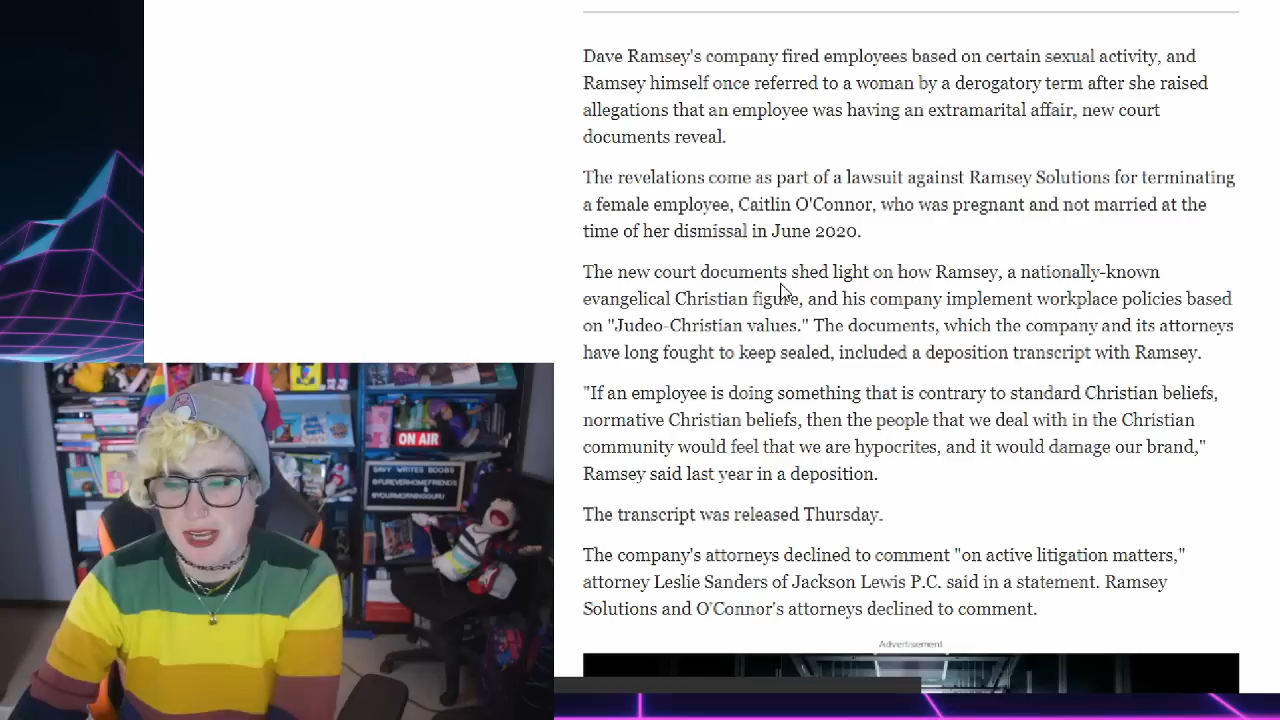 Dave Ramsey's company fired employees based on certain sexual activity, and
Ramsey himself once referred to a woman by a derogatory term after she raised
allegations that an employee was having an extramarital affair, new court
documents reveal.
The revelations come as part of a lawsuit against Ramsey Solutions for terminating
a female employee, Caitlin O'Connor, who was pregnant and not married at the
time of her dismissal in June 2020.
The new court documents shed light on how Ramsey, a nationally-known
evangelical Christian figure, and his company implement workplace policies based
on "Judeo-Christian values." The documents, which the company and its attorneys
have long fought to keep sealed, included a deposition transcript with Ramsey.
"If an employee is doing something that is contrary to standard Christian beliefs,
normative Christian beliefs, then the people that we deal with in the Christian
community would feel that we are hypocrites, and it would damage our brand,"
Ramsey said last year in a deposition.
The transcript was released Thursday.
The company's attorneys declined to comment "on active litigation matters,"
attorney Leslie Sanders of Jackson Lewis P.C. said in a statement. Ramsey
Solutions and O'Connor's attorneys declined to comment.
Advertisement
ON AIR
SAVY WRITES BOOBS
@FUREVERHOMEFRIENDS
&
@YOURMORNINGGURU